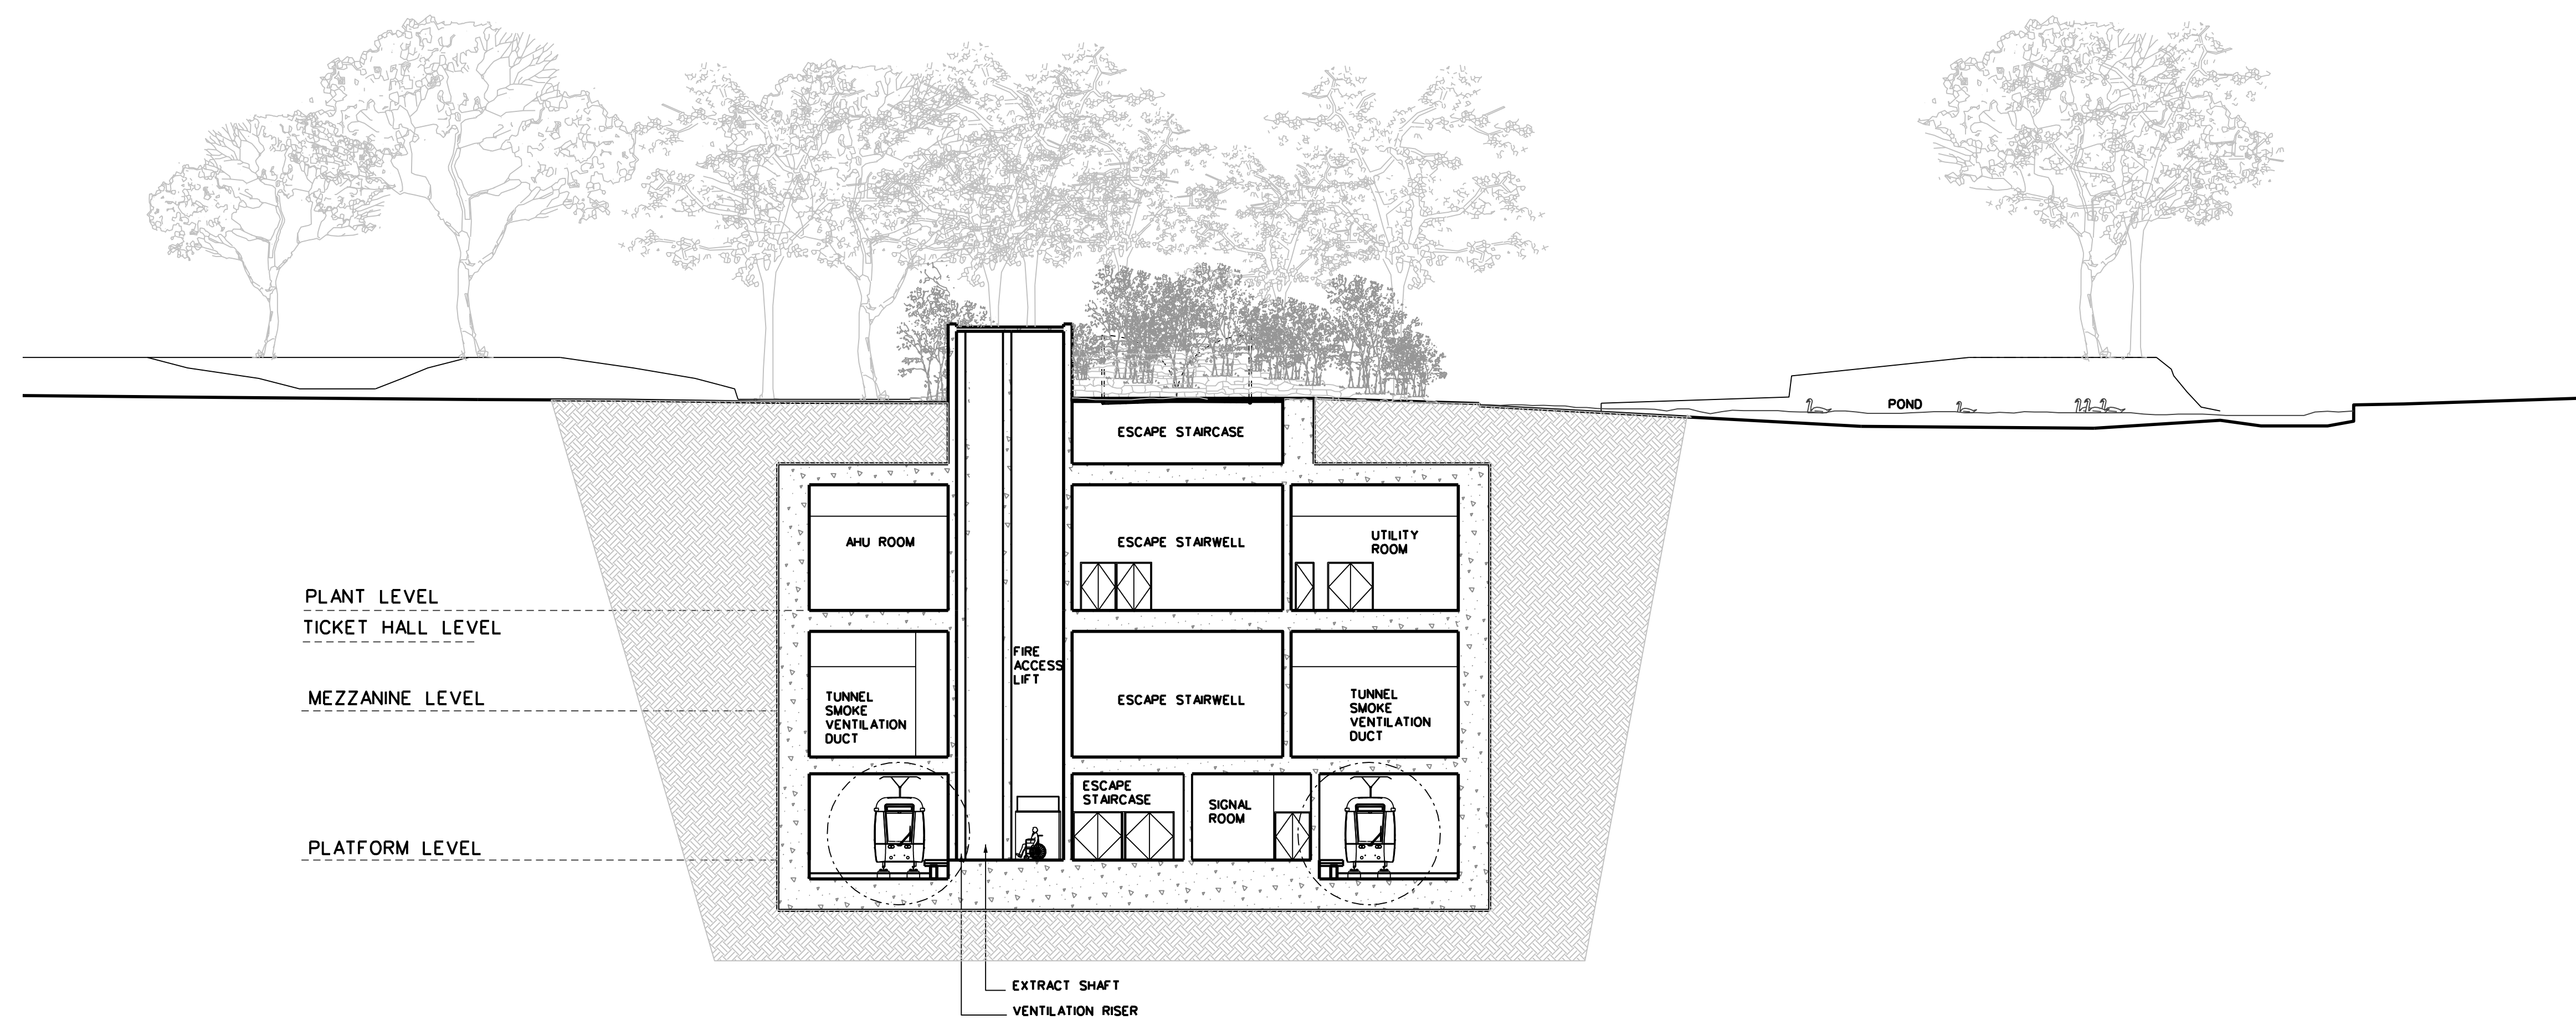 POND
ESCAPE STAIRCASE
AHU ROOM
ESCAPE STAIRWELL
UTILITY
ROOM
PLANT LEVEL
TICKET HALL LEVEL
FIRE
ACCESS
LIFT
MEZZANINE LEVEL
TUNNEL
SMOKE
VENTILATION
DUCT
ESCAPE STAIRWELL
TUNNEL
SMOKE
VENTILATION
DUCT
ESCAPE
STAIRCASE
SIGNAL
ROOM
PLATFORM LEVEL
EXTRACT SHAFT
VENTILATION RISER